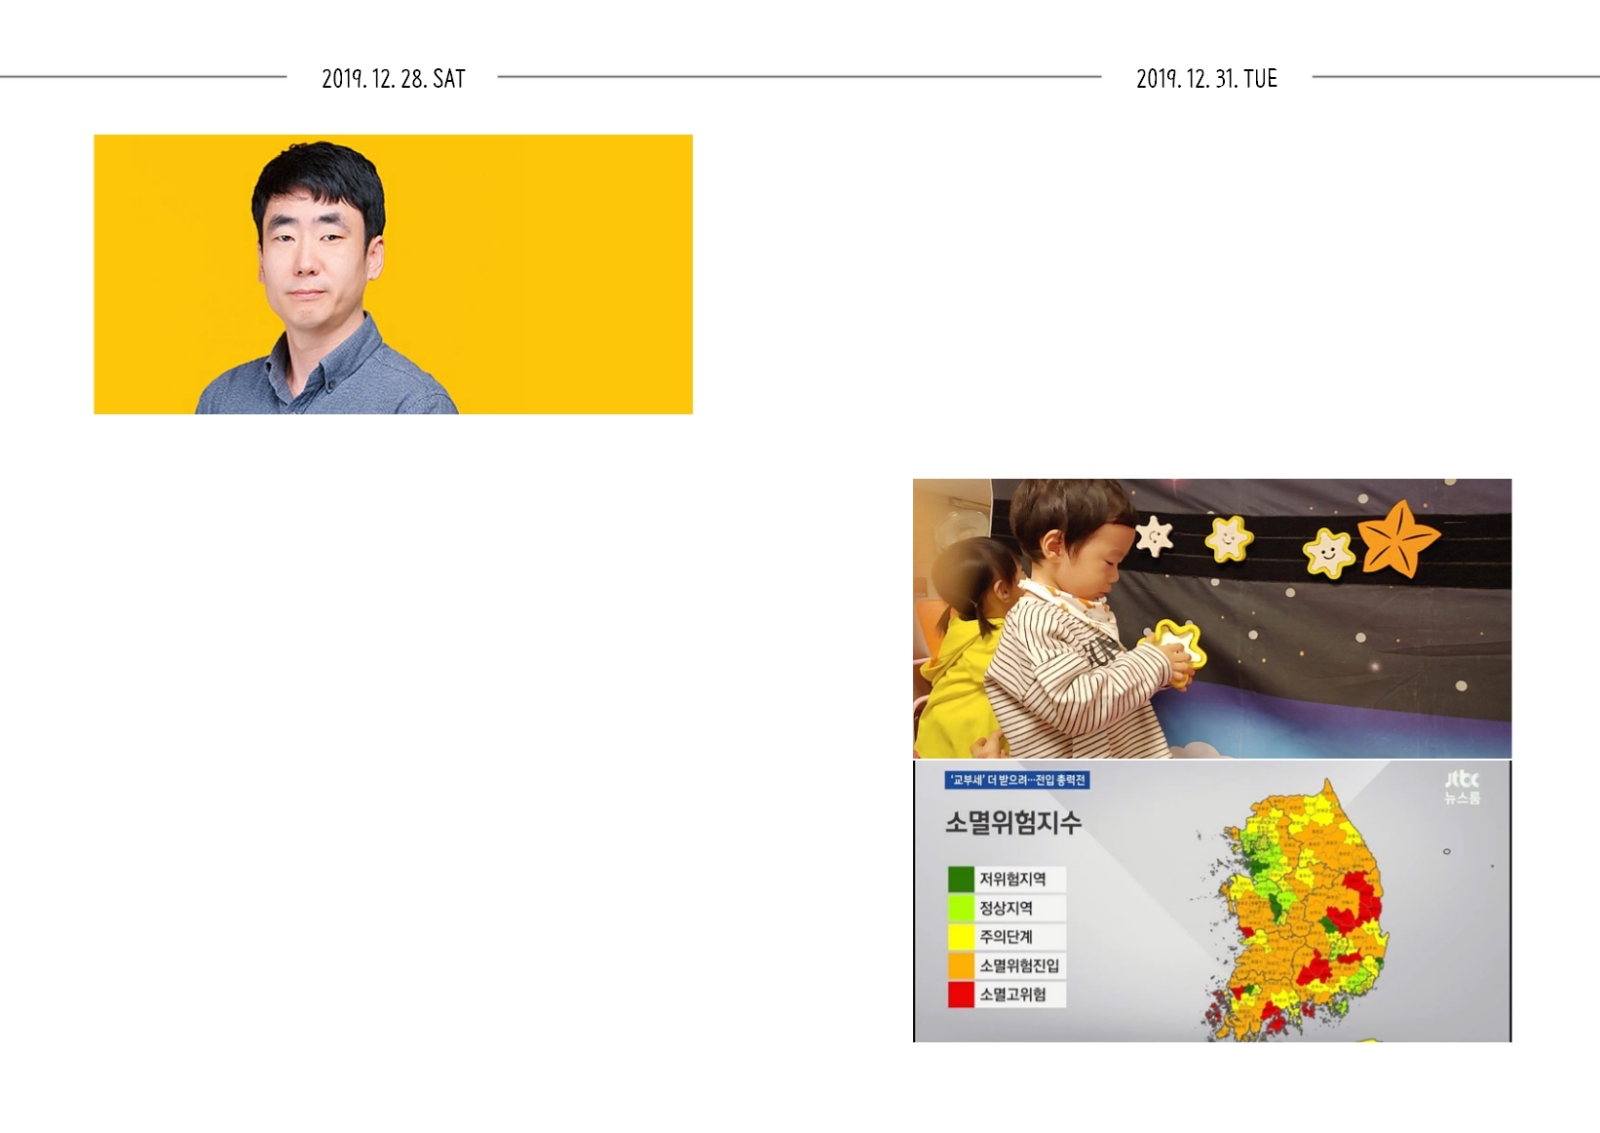 2019. 12. 28. SAT
2019. 12. 31. TUE
‘교부세’ 더 받으려…전입 총력전
jtbc
뉴스룸
소멸위험지수
저위험지역
정상지역
주의단계
소멸위험진입
소멸고위험